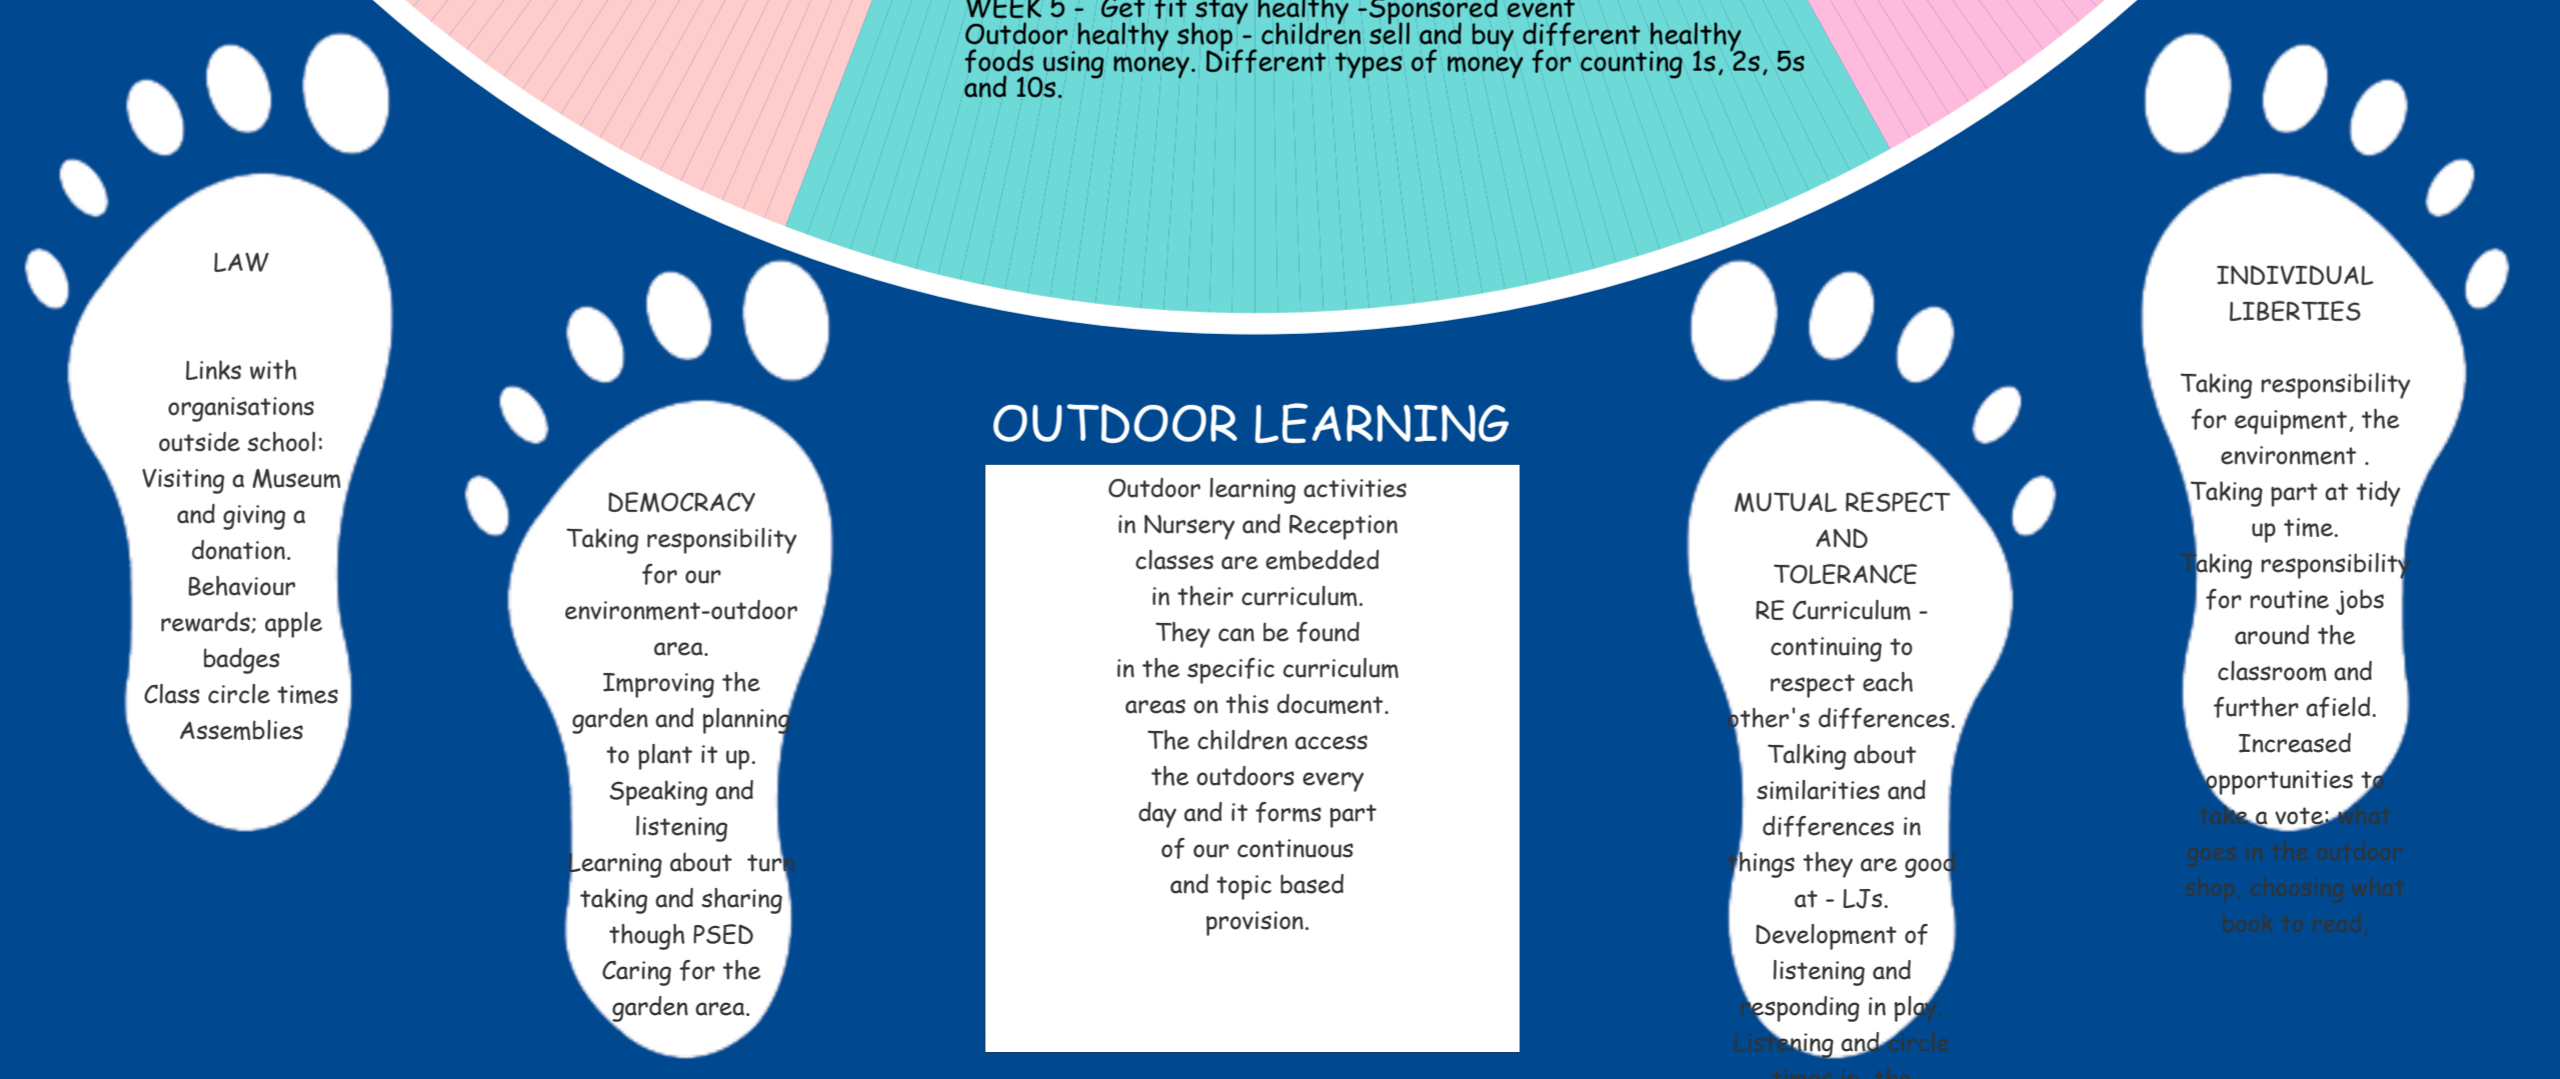 WEEK 5 -  Get fit stay healthy -Sponsored event
Outdoor healthy shop - children sell and buy different healthy
foods using money. Different types of money for counting 1s, 2s, 5s
and 10s.
LAW
Links with
organisations
outside school:
Visiting a Museum
and giving a
donation.
Behaviour
rewards; apple
badges
Class circle times
Assemblies
DEMOCRACY
Taking responsibility
for our
environment-outdoor
area.
Improving the
garden and planning
to plant it up.
Speaking and
listening
Learning about  turn
taking and sharing
though PSED
Caring for the
garden area.
OUTDOOR LEARNING
Outdoor learning activities
in Nursery and Reception
classes are embedded
in their curriculum.
They can be found
in the specific curriculum
areas on this document.
The children access
the outdoors every
day and it forms part
of our continuous
and topic based
provision.
MUTUAL RESPECT
AND
TOLERANCE
RE Curriculum -
continuing to
respect each
other's differences.
Talking about
similarities and
differences in
things they are good
at - LJs.
Development of
listening and
responding in play.
Listening and circle
times in  the
INDIVIDUAL
LIBERTIES
Taking responsibility
for equipment, the
environment .
Taking part at tidy
up time.
Taking responsibility
for routine jobs
around the
classroom and
further afield.
Increased
opportunities to
take a vote: what
goes in the outdoor
shop, choosing what
book to read,